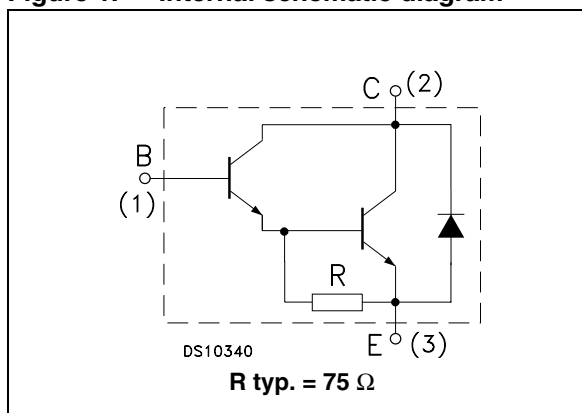 Figure 1. Internal schematic diagram
C (2)
B
(1)
R
DS10340
E (3)
R typ. = 75 Ω